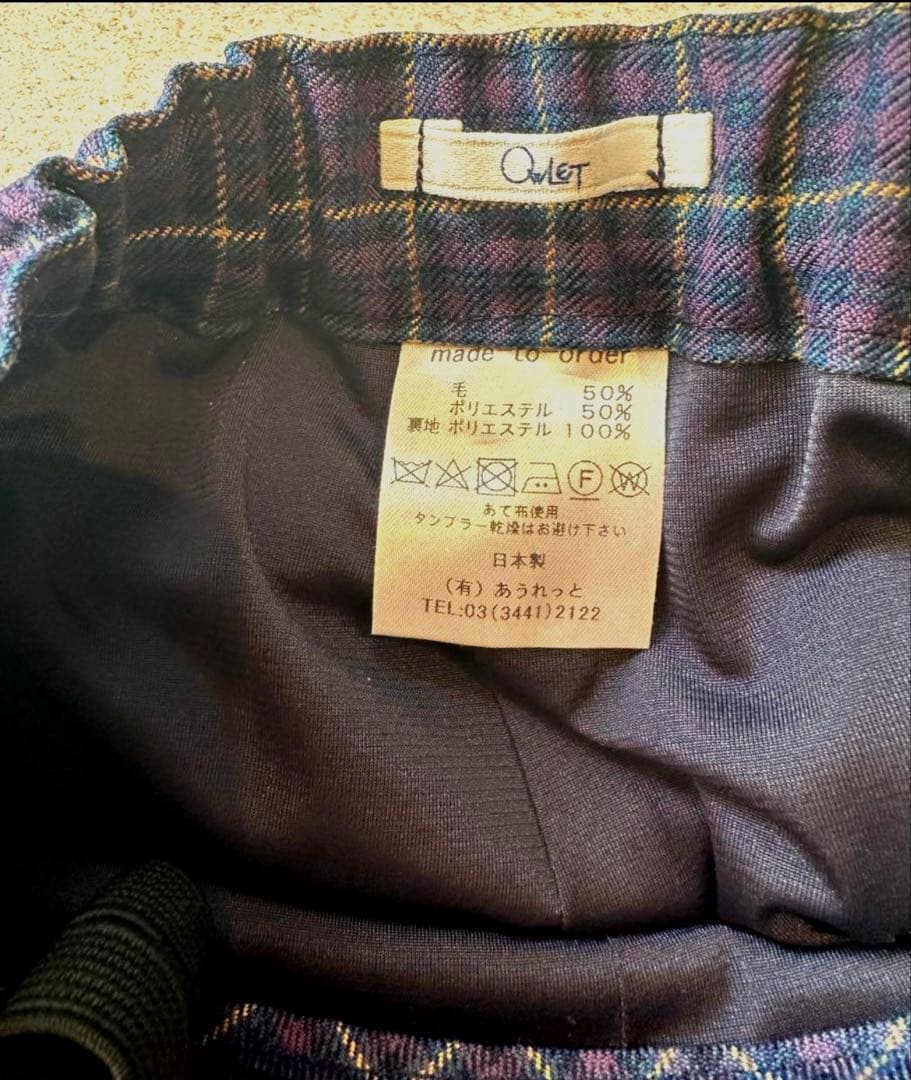 OWLET
made to order
毛 50%
ポリエステル 50%
裏地 ポリエステル 100%
F W
あて布使用
タンブラー乾燥はお避け下さい
日本製
(有) あうれっと
TEL:03(3441)2122